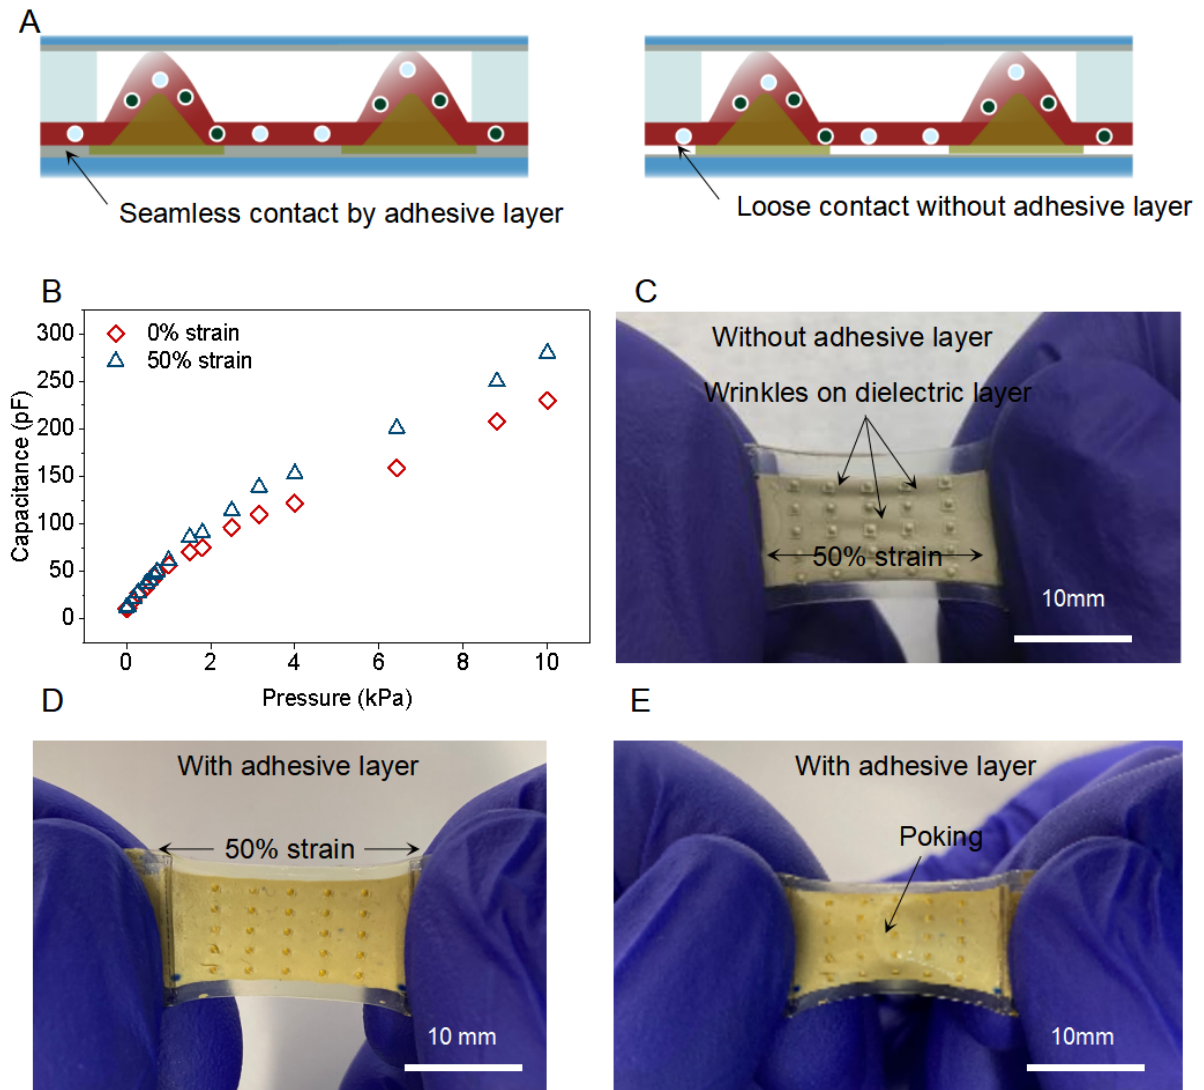 A
Seamless contact by adhesive layer
Loose contact without adhesive layer
B
0% strain
50% strain
300
250
200
150
100
50
0
Capacitance (pF)
0
2
4
6
8
10
Pressure (kPa)
C
Without adhesive layer
Wrinkles on dielectric layer
50% strain
10mm
D
With adhesive layer
50% strain
10 mm
E
With adhesive layer
Poking
10mm